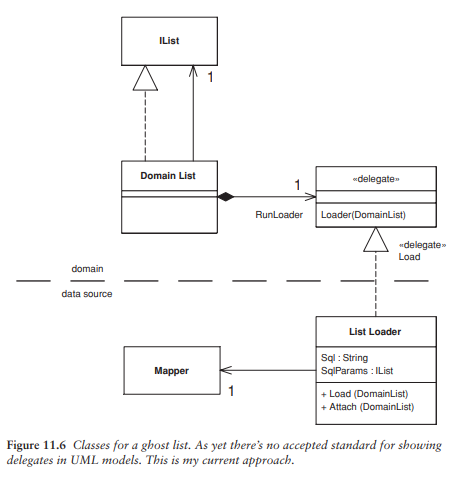 IList
1
Domain List
1
«delegate»
RunLoader
Loader(DomainList)
«delegate»
Load
domain
data source
List Loader
Sql : String
SqlParams : IList
Mapper
1
+ Load (DomainList)
+ Attach (DomainList)
Figure 11.6 Classes for a ghost list. As yet there's no accepted standard for showing
delegates in UML models. This is my current approach.